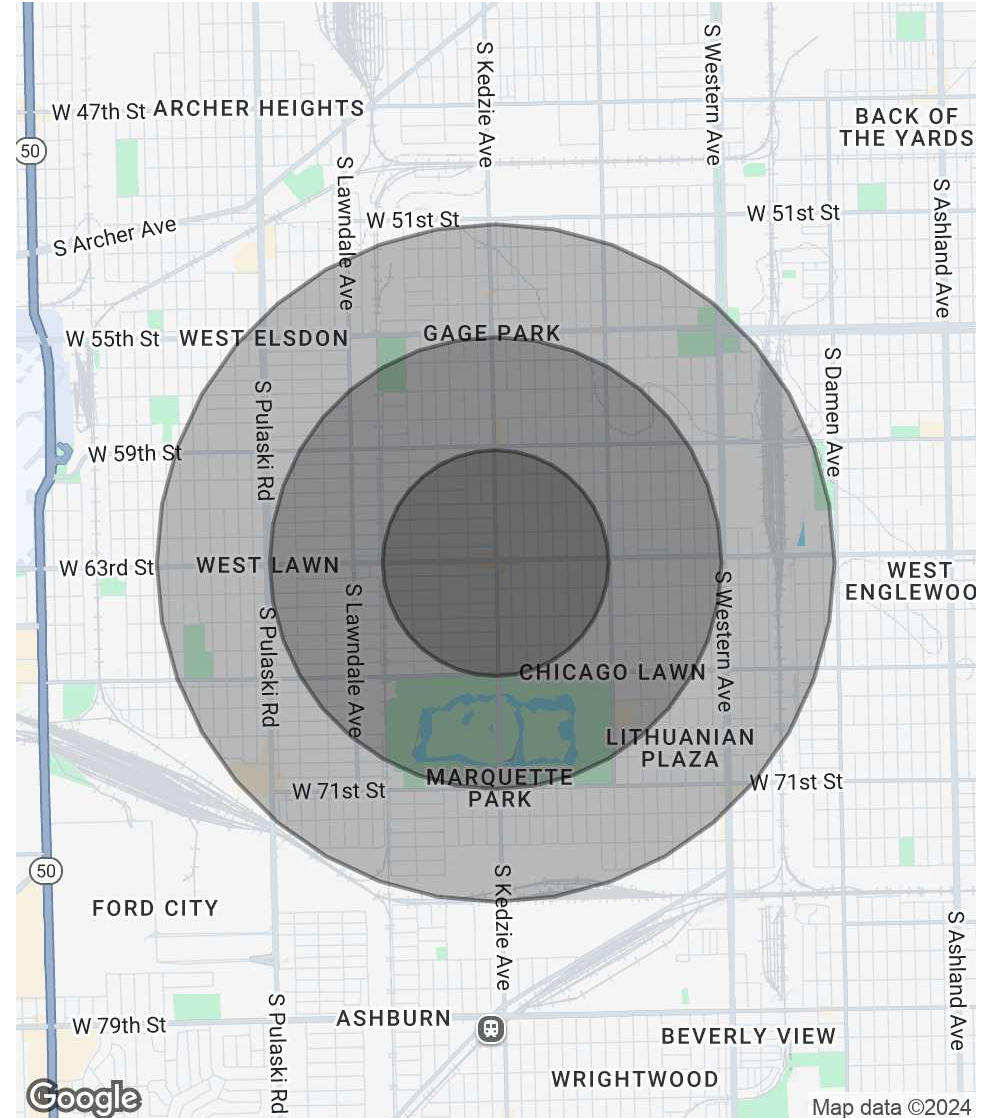 S Kedzie Ave
S Western Ave
W 47th St
ARCHER HEIGHTS
BACK OF
THE YARDS
50
S Lawndale Ave
S Ashland Ave
W 51st St
W 51st St
S Archer Ave
W 55th St
WEST ELSDON
GAGE PARK
S Damen Ave
S Pulaski Rd
W 59th St
W 63rd St
WEST LAWN
WEST
ENGLEWOO
S Lawndale Ave
S Western Ave
S Pulaski Rd
CHICAGO LAWN
LITHUANIAN
PLAZA
MARQUETTE
PARK
W 71st St
W 71st St
50
S Kedzie Ave
FORD CITY
S Ashland Ave
S Pulaski Rd
W 79th St
ASHBURN
BEVERLY VIEW
WRIGHTWOOD
Google
Map data ©2024